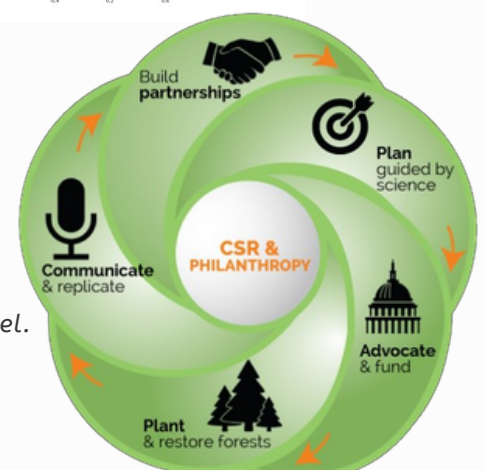 Build
partnerships
Plan
guided by
science
CSR &
PHILANTHROPY
Communicate
& replicate
el.
Advocate
& fund
Plant
& restore forests